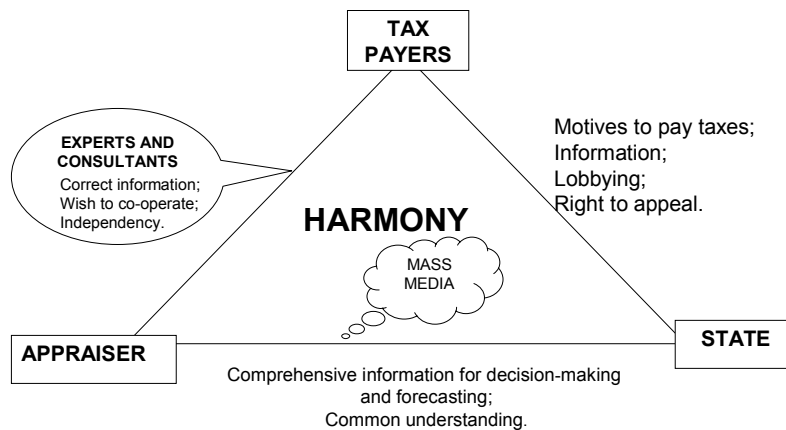 TAX
PAYERS
EXPERTS AND
CONSULTANTS
Correct information;
Wish to co-operate;
Independency.
Motives to pay taxes;
Information;
Lobbying;
Right to appeal.
HARMONY
MASS
MEDIA
APPRAISER
STATE
Comprehensive information for decision-making
and forecasting;
Common understanding.